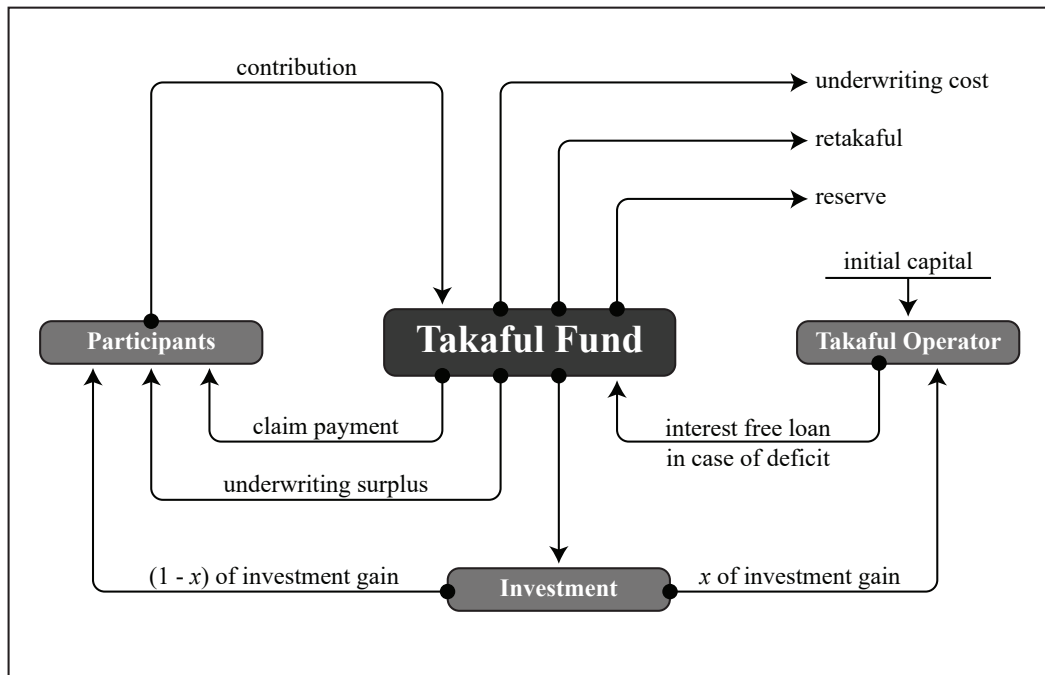 contribution
underwriting cost
retakaful
reserve
initial capital
Participants
Takaful Fund
Takaful Operator
claim payment
interest free loan
in case of deficit
underwriting surplus
(1 - x) of investment gain
Investment
x of investment gain